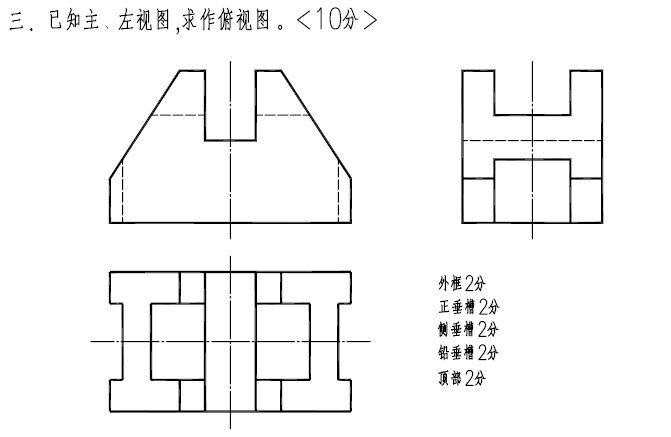 三. 已知主、左视图,求作俯视图。<10分>
外框2分
正垂槽2分
侧垂槽2分
铅垂槽2分
顶部2分